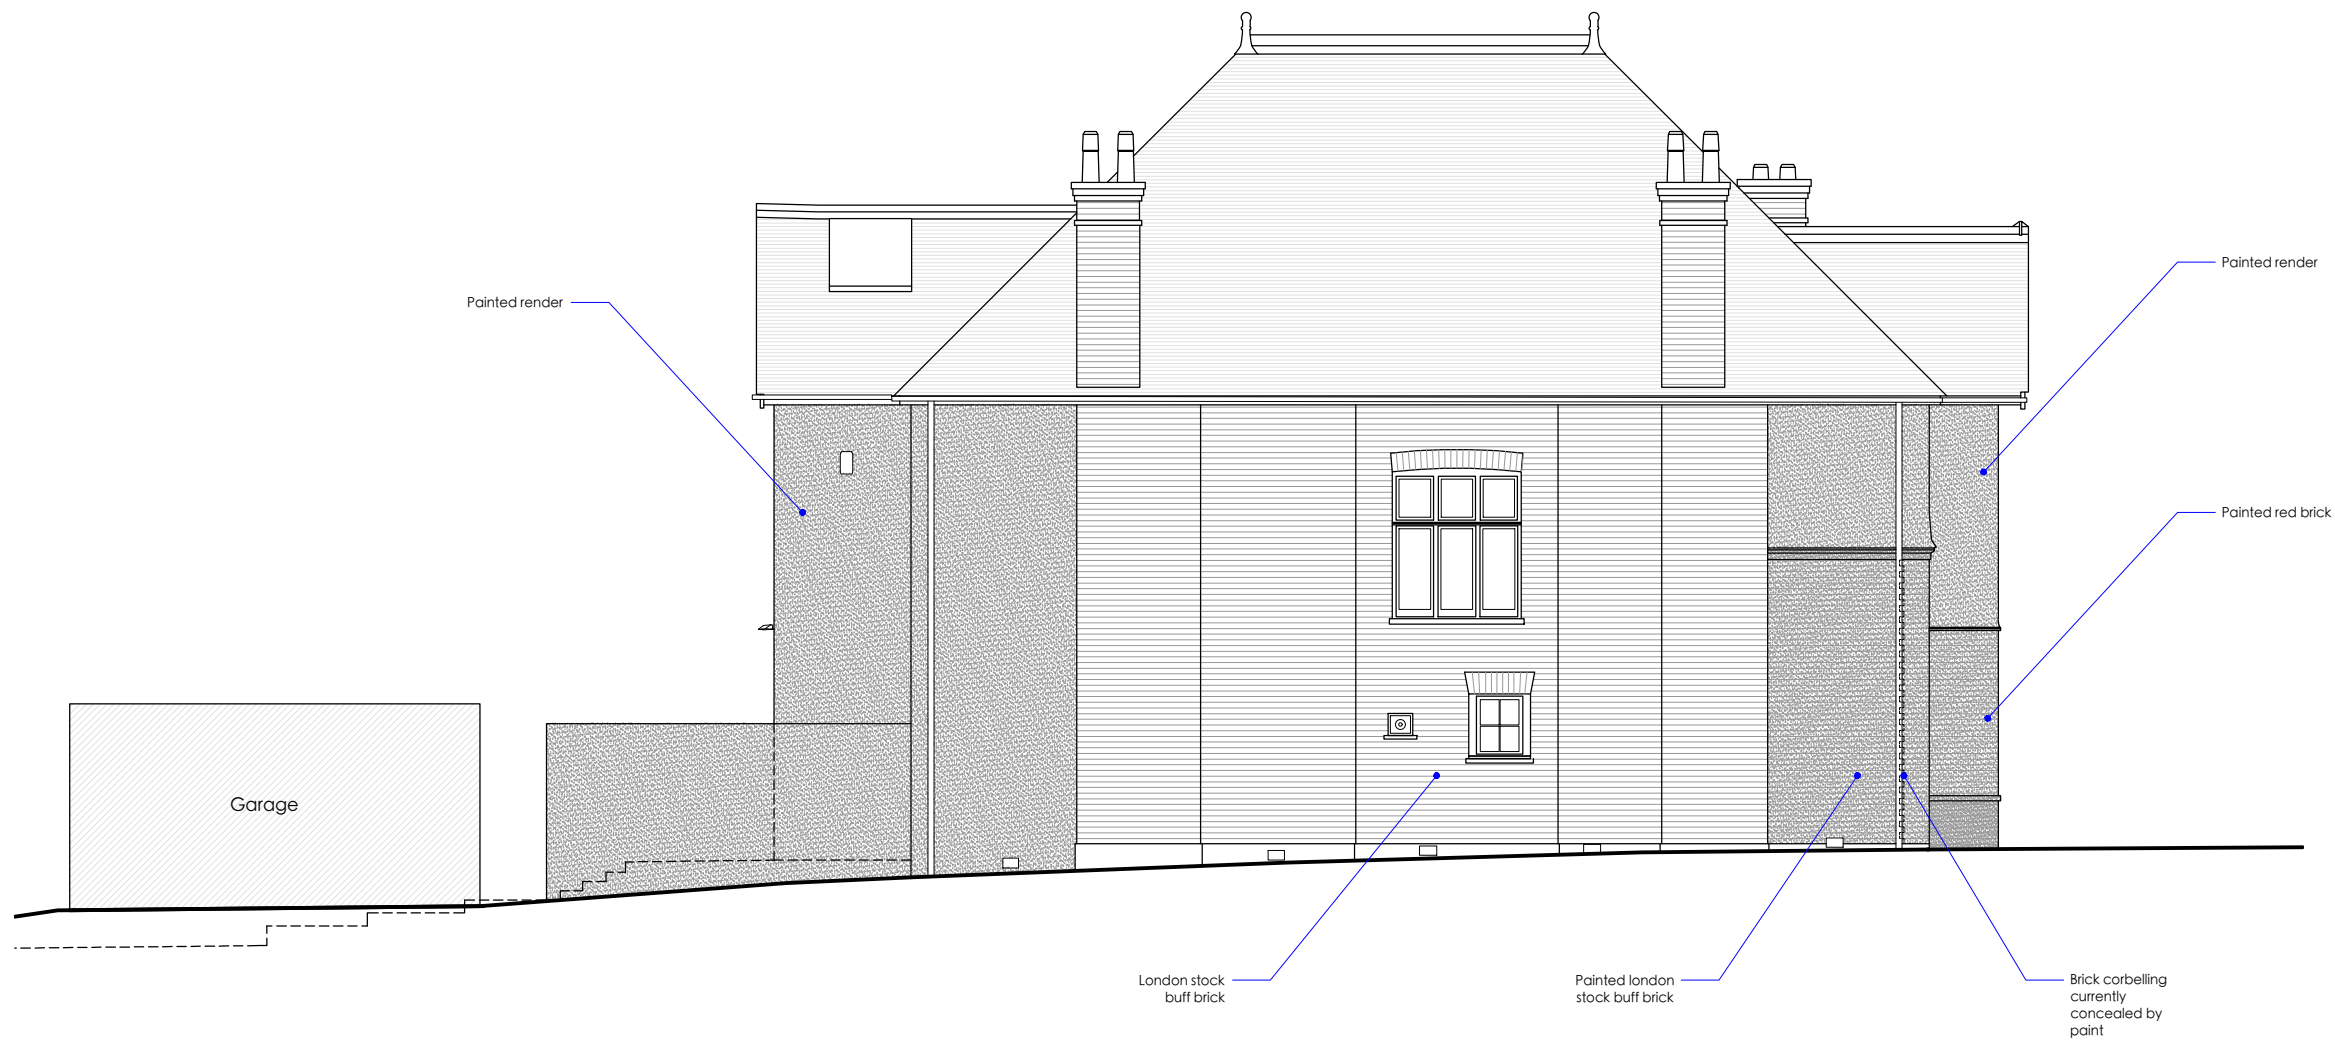 Painted render
Painted render
Painted red brick
Garage
London stock
buff brick
Painted london
stock buff brick
Brick corbelling
currently
concealed by
paint